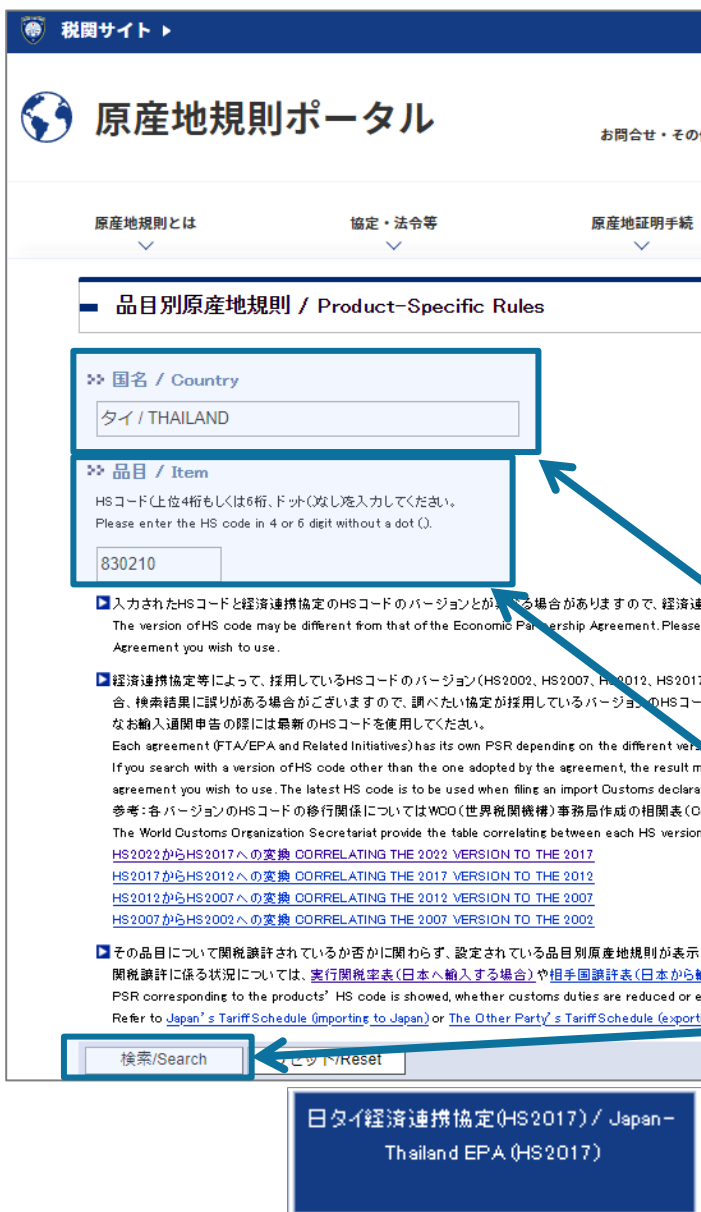 税関サイト
原産地規則ポータル
お問合せ・その
原産地規則とは
協定・法令等
原産地証明手続
品目別原産地規則 / Product-Specific Rules
国名 / Country
タイ / THAILAND
品目 / Item
HSコード(上位4桁もしくは6桁、ドット(.)なし)を入力してください。
Please enter the HS code in 4 or 6 digit without a dot (.).
830210
入力されたHSコードと経済連携協定のHSコードのバージョンとが る場合がありますので、経済連
The version of HS code may be different from that of the Economic Partnership Agreement. Please
Agreement you wish to use.
経済連携協定等によって、採用しているHSコードのバージョン(HS2002、HS2007、HS2012、HS2017
合、検索結果に誤りがある場合がございますので、調べたい協定が採用しているバージョンのHSコー
なお輸入通関申告の際には最新のHSコードを使用してください。
Each agreement (FTA/EPA and Related Initiatives) has its own PSR depending on the different ver
If you search with a version of HS code other than the one adopted by the agreement, the result m
agreement you wish to use. The latest HS code is to be used when filing an import Customs declara
参考:各バージョンのHSコードの移行関係についてはWCO(世界税関機構)事務局作成の相関表(C
The World Customs Organization Secretariat provide the table correlating between each HS version
HS2022からHS2017への変換 CORRELATING THE 2022 VERSION TO THE 2017
HS2017からHS2012への変換 CORRELATING THE 2017 VERSION TO THE 2012
HS2012からHS2007への変換 CORRELATING THE 2012 VERSION TO THE 2007
HS2007からHS2002への変換 CORRELATING THE 2007 VERSION TO THE 2002
その品目について関税譲許されているか否かに関わらず、設定されている品目別原産地規則が表示
関税譲許に係る状況については、実行関税率表(日本へ輸入する場合)や相手国譲許表(日本から輸
PSR corresponding to the products' HS code is showed, whether customs duties are reduced or e
Refer to Japan's Tariff Schedule (importing to Japan) or The Other Party's Tariff Schedule (export
検索/Search
リセット/Reset
日タイ経済連携協定(HS2017) / Japan-
Thailand EPA (HS2017)